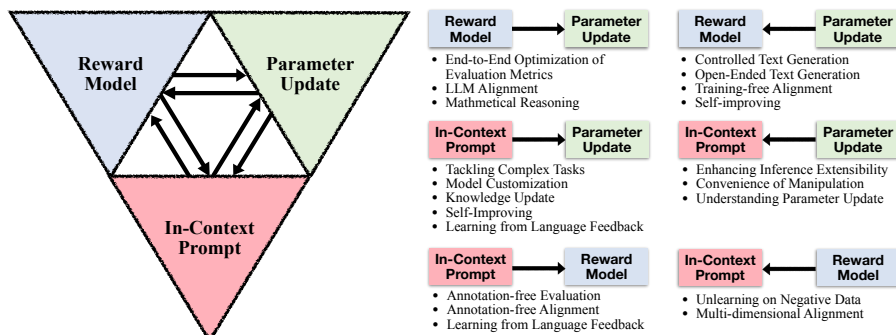 Reward
Model
Parameter
Update
In-Context
Prompt
Reward
Model
Parameter
Update
• End-to-End Optimization of
Evaluation Metrics
• LLM Alignment
• Mathmetical Reasoning
Reward
Model
Parameter
Update
• Controlled Text Generation
• Open-Ended Text Generation
• Training-free Alignment
• Self-improving
In-Context
Prompt
Parameter
Update
• Tackling Complex Tasks
• Model Customization
• Knowledge Update
• Self-Improving
• Learning from Language Feedback
In-Context
Prompt
Parameter
Update
• Enhancing Inference Extensibility
• Convenience of Manipulation
• Understanding Parameter Update
In-Context
Prompt
Reward
Model
• Annotation-free Evaluation
• Annotation-free Alignment
• Learning from Language Feedback
In-Context
Prompt
Reward
Model
• Unlearning on Negative Data
• Multi-dimensional Alignment